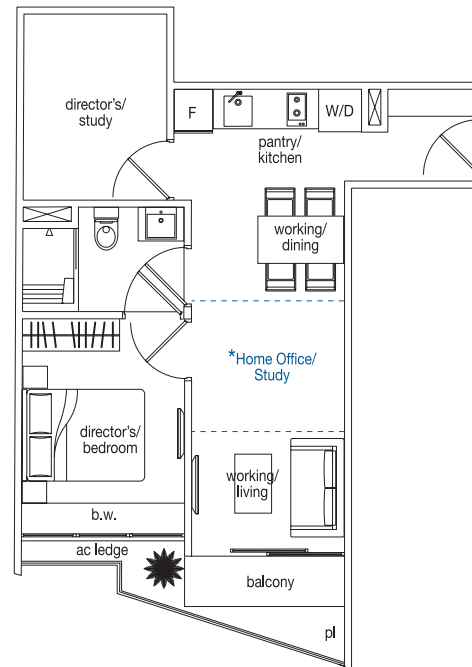 director's/
study
F
W/D
pantry/
kitchen
working/
dining
*Home Office/
Study
director's/
bedroom
working/
living
b.w.
ac ledge
balcony
pl